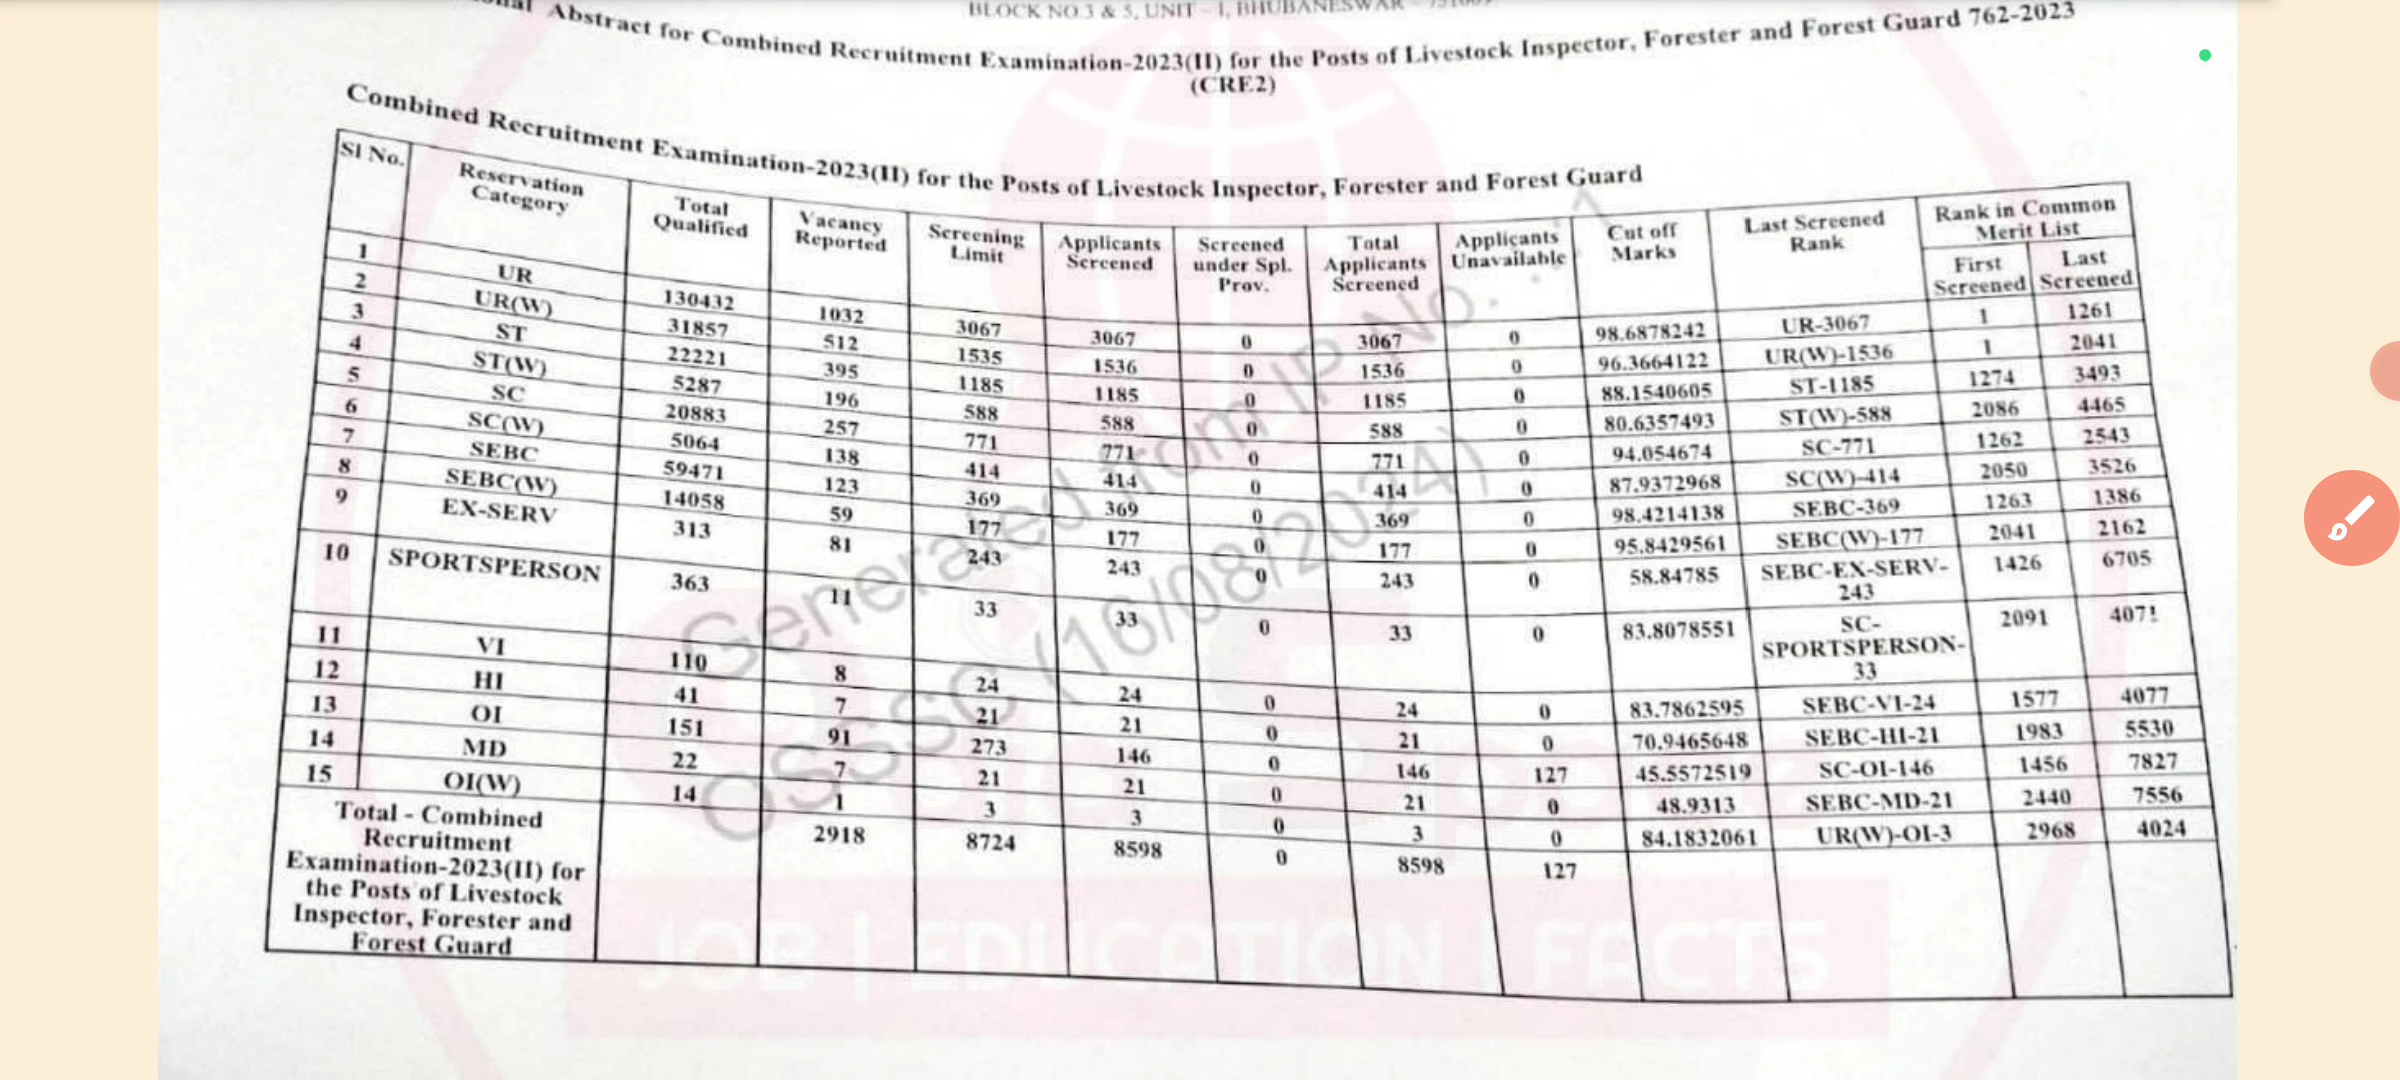 BLOCK NO.3 & 5, UNIT - 1, BHUBANESWAR -
Abstract for Combined Recruitment Examination-2023(II) for the Posts of Livestock Inspector, Forester and Forest Guard 762-2023
(CRE2)
Combined Recruitment Examination-2023(II) for the Posts of Livestock Inspector, Forester and Forest Guard
Sl No. Reservation Category Total Qualified Vacancy Reported Screening Limit Applicants Screened Screened under Spl. Prov. Total Applicants Screened Applicants Unavailable Cut off Marks Last Screened Rank Rank in Common Merit List
First Screened Last Screened
1 UR 130432 1032 3067 3067 0 3067 0 98.6878242 UR-3067 1 1261
2 UR(W) 31857 512 1535 1536 0 1536 0 96.3664122 UR(W)-1536 1 2041
3 ST 22221 395 1185 1185 0 1185 0 88.1540605 ST-1185 1274 3493
4 ST(W) 5287 196 588 588 0 588 0 80.6357493 ST(W)-588 2086 4465
5 SC 20883 257 771 771 0 771 0 94.054674 SC-771 1262 2543
6 SC(W) 5064 138 414 414 0 414 0 87.9372968 SC(W)-414 2050 3526
7 SEBC 59471 123 369 369 0 369 0 98.4214138 SEBC-369 1263 1386
8 SEBC(W) 14058 59 177 177 0 177 0 95.8429561 SEBC(W)-177 2041 2162
9 EX-SERV 313 81 243 243 0 243 0 58.84785 SEBC-EX-SERV-243 1426 6705
10 SPORTSPERSON 363 11 33 33 0 33 0 83.8078551 SC-SPORTSPERSON-33 2091 4071
11 VI 110 8 24 24 0 24 0 83.7862595 SEBC-VI-24 1577 4077
12 HI 41 7 21 21 0 21 0 70.9465648 SEBC-HI-21 1983 5530
13 OI 151 91 273 146 0 146 127 45.5572519 SC-OI-146 1456 7827
14 MD 22 7 21 21 0 21 0 48.9313 SEBC-MD-21 2440 7556
15 OI(W) 14 1 3 3 0 3 0 84.1832061 UR(W)-OI-3 2968 4024
Total - Combined Recruitment Examination-2023(II) for the Posts of Livestock Inspector, Forester and Forest Guard 2918 8724 8598 0 8598 127
Generated from IP No.
OSSSC (16/08/2024)
JOB | EDUCATION | FACTS